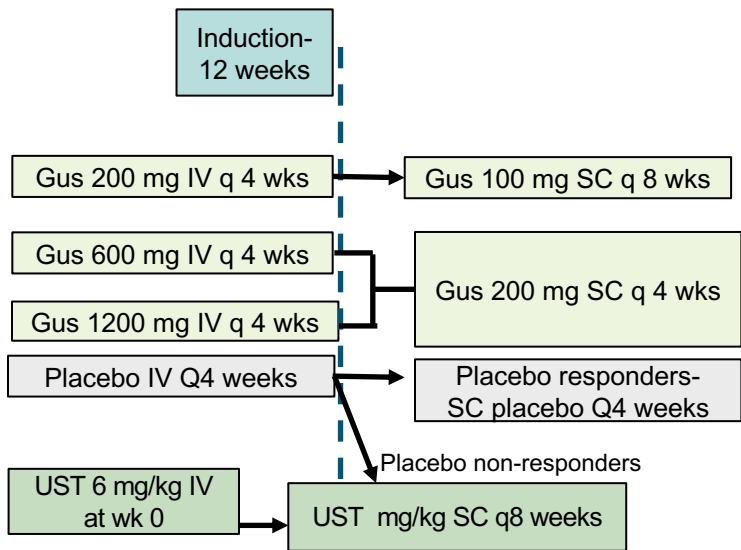 Induction-
12 weeks
Gus 200 mg IV q 4 wks
Gus 100 mg SC q 8 wks
Gus 600 mg IV q 4 wks
Gus 200 mg SC q 4 wks
Gus 1200 mg IV q 4 wks
Placebo IV Q4 weeks
Placebo responders-
SC placebo Q4 weeks
Placebo non-responders
UST 6 mg/kg IV
at wk 0
UST mg/kg SC q8 weeks